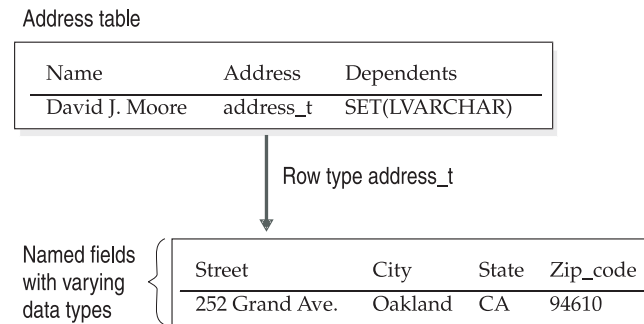 Address table
Name Address Dependents
David J. Moore address_t SET(LVARCHAR)
Row type address_t
Named fields
with varying
data types
Street City State Zip_code
252 Grand Ave. Oakland CA 94610